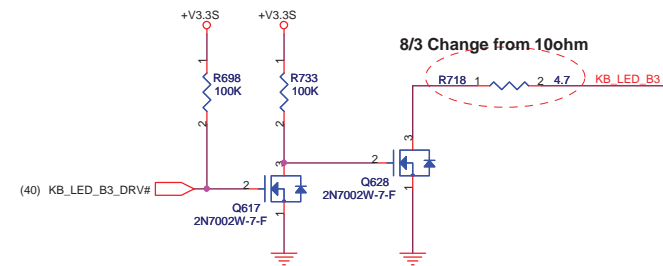 +V3.3S
+V3.3S
8/3 Change from 10ohm
1
R698
100K
2
1
R733
100K
2
R718 1 2 4.7 KB_LED_B3
3
2
Q628
2N7002W-7-F
1
(40) KB_LED_B3_DRV#
2
3
Q617
2N7002W-7-F
1